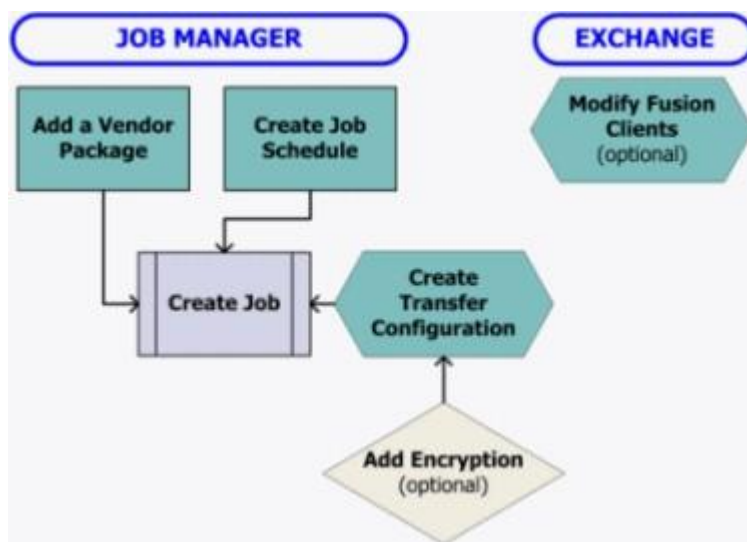 JOB MANAGER
EXCHANGE
Add a Vendor
Package
Create Job
Schedule
Modify Fusion
Clients
(optional)
Create Job
Create
Transfer
Configuration
Add Encryption
(optional)